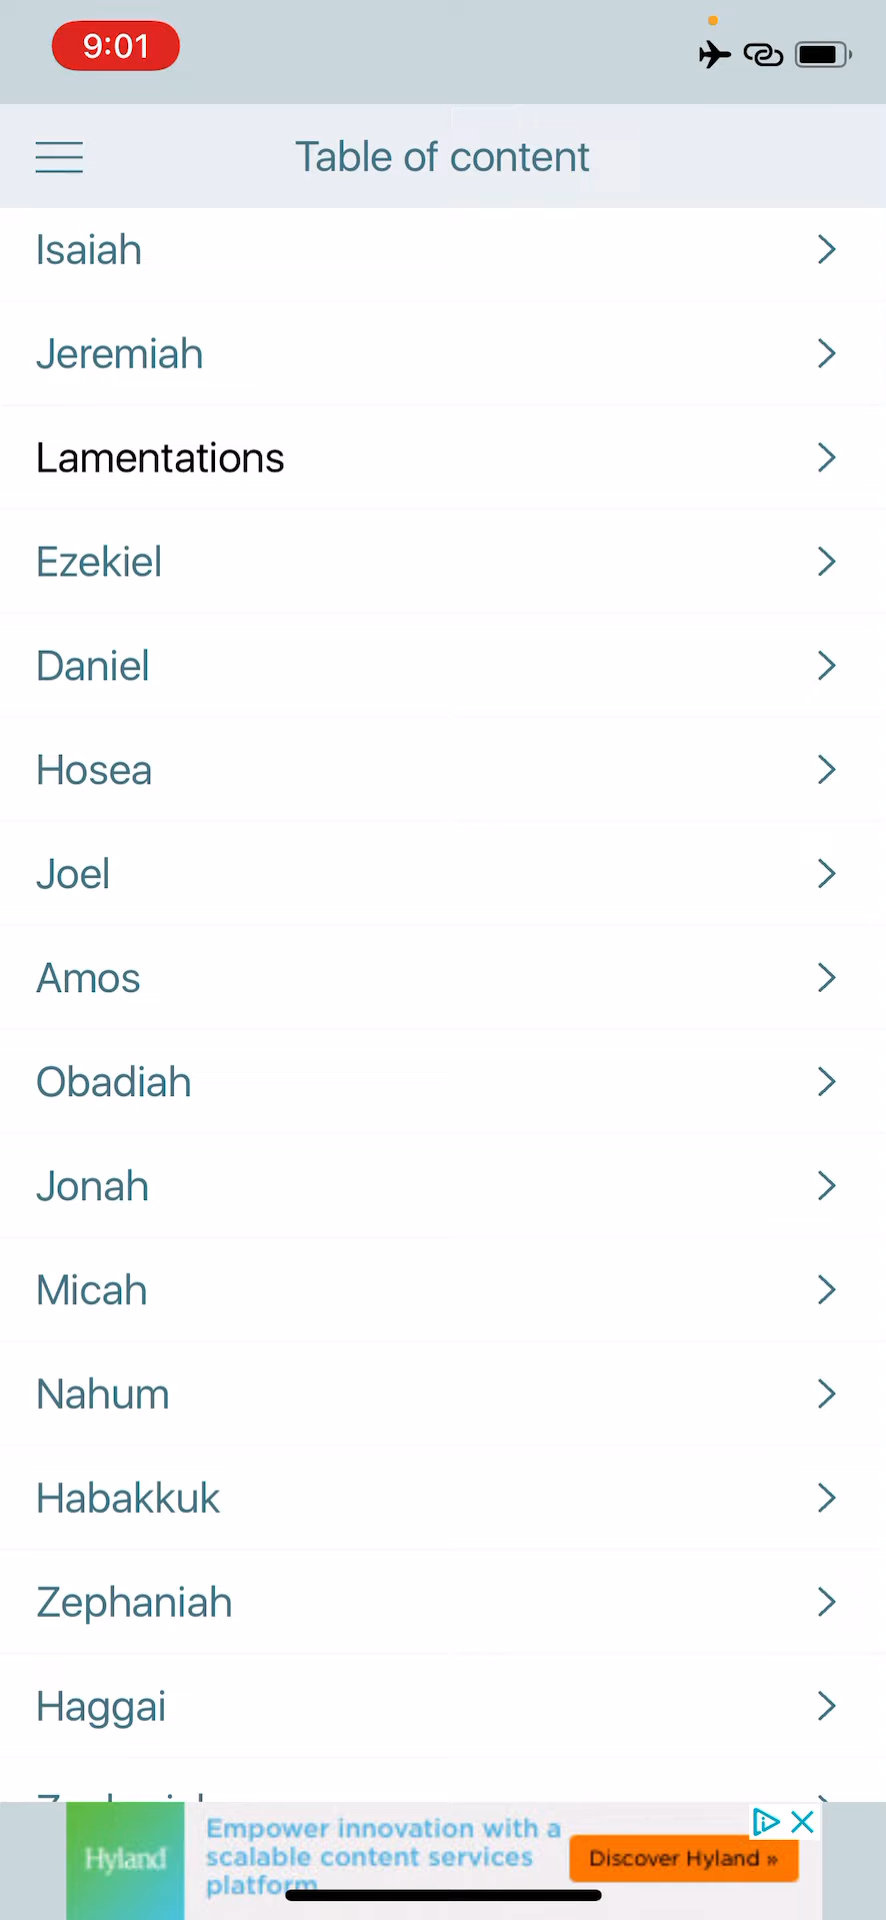 9:01
Table of content
Isaiah
Jeremiah
Lamentations
Ezekiel
Daniel
Hosea
Joel
Amos
Obadiah
Jonah
Micah
Nahum
Habakkuk
Zephaniah
Haggai
Hyland
Empower innovation with a
scalable content services
platform
Discover Hyland »